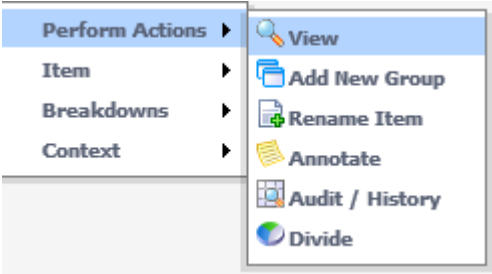 Perform Actions
Item
Breakdowns
Context
View
Add New Group
Rename Item
Annotate
Audit / History
Divide